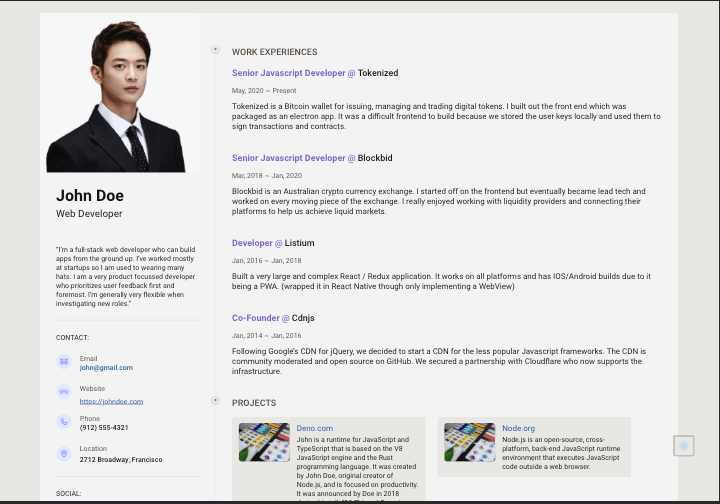 John Doe
Web Developer
"I'm a full-stack web developer who can build
apps from the ground up. I've worked mostly
at startups so I am used to wearing many
hats. I am a very product focussed developer
who prioritizes user feedback first and
foremost. I'm generally very flexible when
investigating new roles."
CONTACT:
Email
john@gmail.com
Website
https://johndoe.com
Phone
(912) 555-4321
Location
2712 Broadway, Francisco
SOCIAL:
WORK EXPERIENCES
Senior Javascript Developer @ Tokenized
May, 2020 ~ Present
Tokenized is a Bitcoin wallet for issuing, managing and trading digital tokens. I built out the front end which was
packaged as an electron app. It was a difficult frontend to build because we stored the user keys locally and used them to
sign transactions and contracts.
Senior Javascript Developer @ Blockbid
Mar, 2018 ~ Jan, 2020
Blockbid is an Australian crypto currency exchange. I started off on the frontend but eventually became lead tech and
worked on every moving piece of the exchange. I really enjoyed working with liquidity providers and connecting their
platforms to help us achieve liquid markets.
Developer @ Listium
Jan, 2016 ~ Jan, 2018
Built a very large and complex React / Redux application. It works on all platforms and has IOS/Android builds due to it
being a PWA. (wrapped it in React Native though only implementing a WebView)
Co-Founder @ Cdnjs
Jan, 2014 ~ Jan, 2016
Following Google's CDN for jQuery, we decided to start a CDN for the less popular Javascript frameworks. The CDN is
community moderated and open source on GitHub. We secured a partnership with Cloudflare who now supports the
infrastructure.
PROJECTS
Deno.com
John is a runtime for JavaScript and
TypeScript that is based on the V8
JavaScript engine and the Rust
programming language. It was created
by John Doe, original creator of
Node.js, and is focused on productivity.
It was announced by Doe in 2018
Node.org
Node.js is an open-source, cross-
platform, back-end JavaScript runtime
environment that executes JavaScript
code outside a web browser.